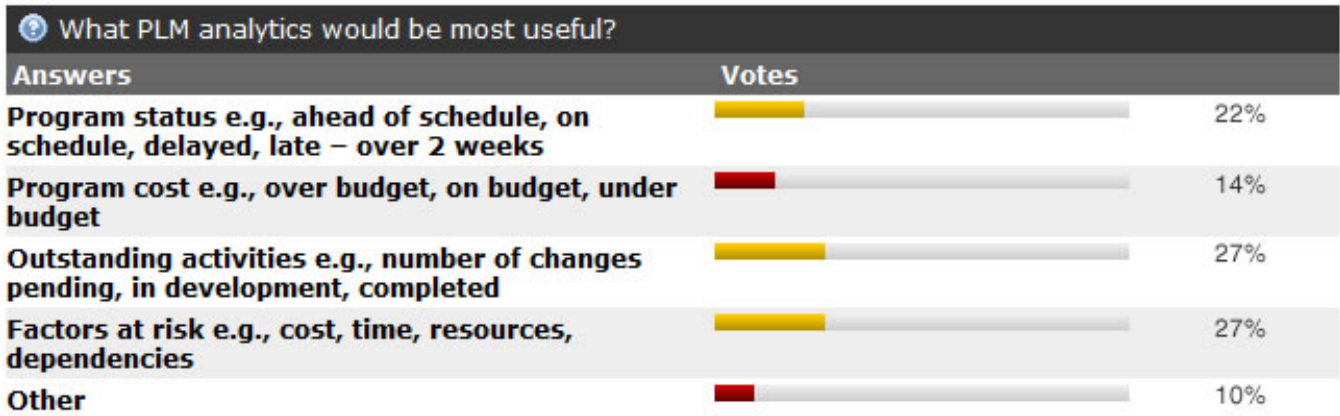 What PLM analytics would be most useful?
Answers Votes
Program status e.g., ahead of schedule, on 22%
schedule, delayed, late – over 2 weeks
Program cost e.g., over budget, on budget, under 14%
budget
Outstanding activities e.g., number of changes 27%
pending, in development, completed
Factors at risk e.g., cost, time, resources, 27%
dependencies
Other 10%